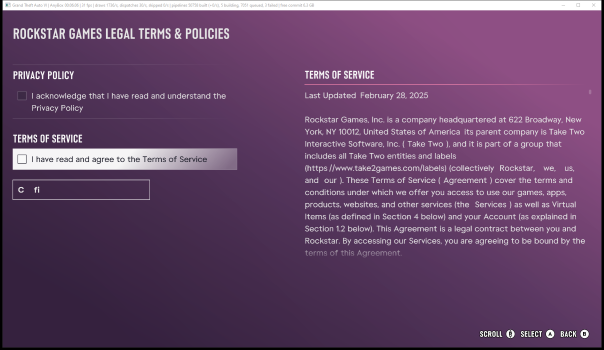 ROCKSTAR GAMES LEGAL TERMS & POLICIES
PRIVACY POLICY
I acknowledge that I have read and understand the
Privacy Policy
TERMS OF SERVICE
I have read and agree to the Terms of Service
C fi
TERMS OF SERVICE
Last Updated February 28, 2025
Rockstar Games, Inc. is a company headquartered at 622 Broadway, New
York, NY 10012, United States of America its parent company is Take Two
Interactive Software, Inc. ( Take Two ), and it is part of a group that
includes all Take Two entities and labels
(https //www.take2games.com/labels) (collectively Rockstar, we, us,
and our ). These Terms of Service ( Agreement ) cover the terms and
conditions under which we offer you access to use our games, apps,
products, websites, and other services (the Services ) as well as Virtual
Items (as defined in Section 4 below) and your Account (as explained in
Section 1.2 below). This Agreement is a legal contract between you and
Rockstar. By accessing our Services, you are agreeing to be bound by the
terms of this Agreement.
SCROLL R SELECT A BACK B